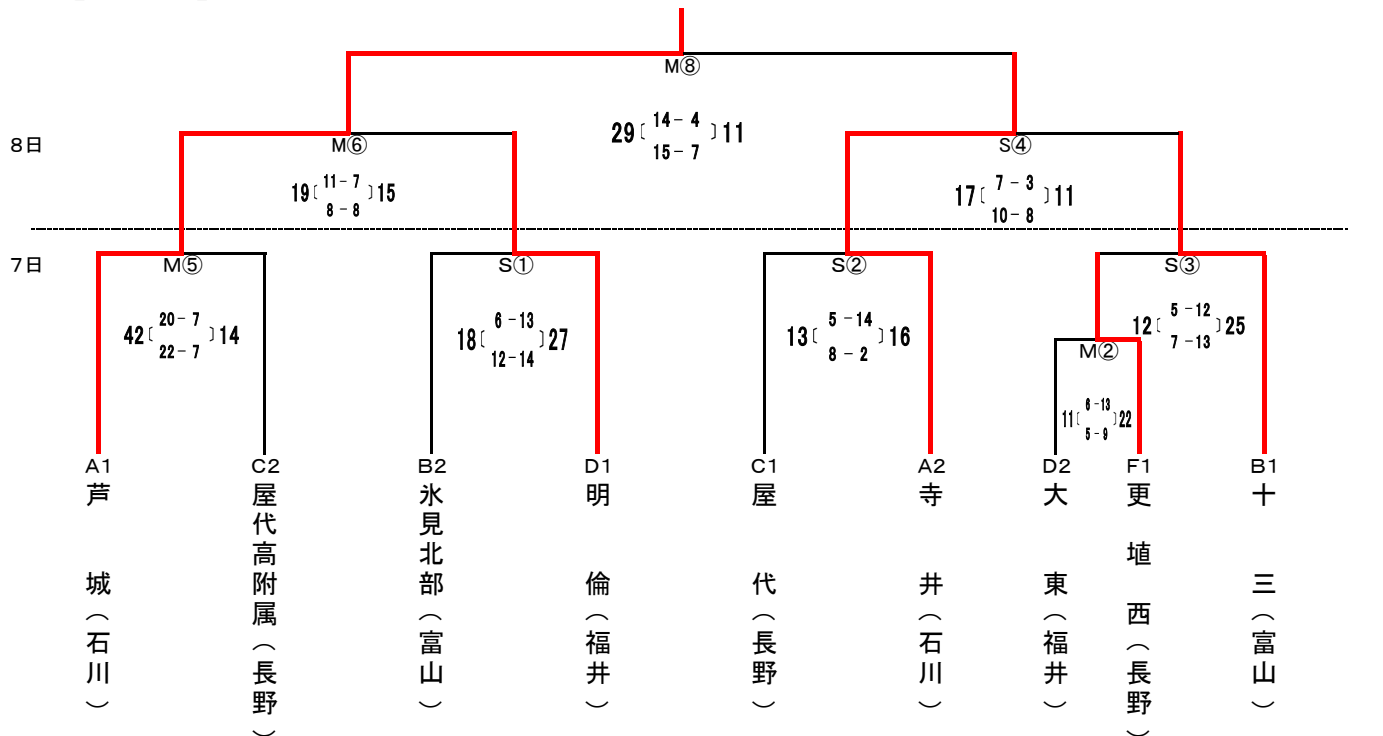 M⑧
29〔14－4 15－7〕11
8日
M⑥
S④
19〔11－7 8－8〕15
17〔7－3 10－8〕11
7日
M⑤
S①
S②
S③
42〔20－7 22－7〕14
18〔6－13 12－14〕27
13〔5－14 8－2〕16
12〔5－12 7－13〕25
M②
11〔6－13 5－9〕22
A1
芦城（石川）
C2
屋代高附属（長野）
B2
氷見北部（富山）
D1
明倫（福井）
C1
屋代（長野）
A2
寺井（石川）
D2
大東（福井）
F1
更埴西（長野）
B1
十三（富山）